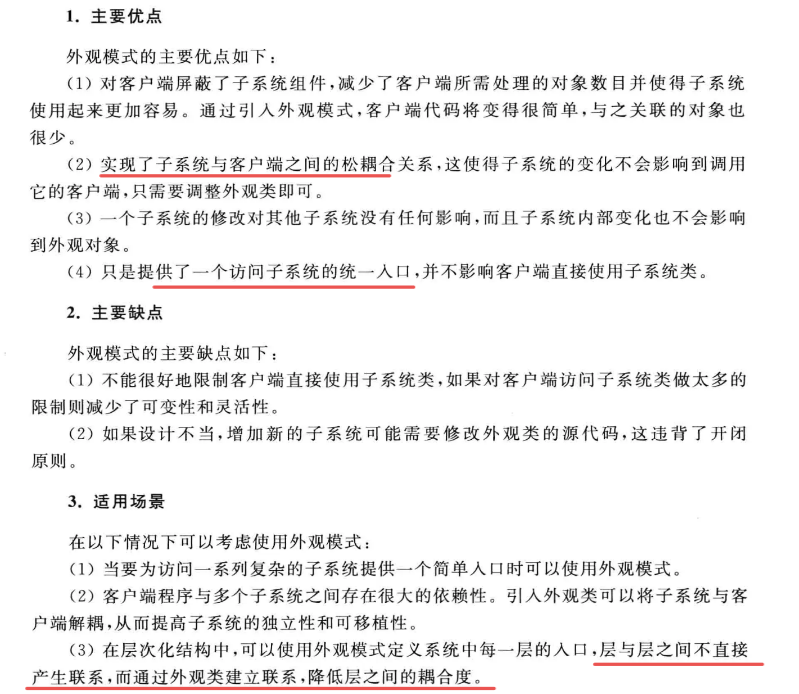 1. 主要优点
外观模式的主要优点如下：
（1）对客户端屏蔽了子系统组件,减少了客户端所需处理的对象数目并使得子系统
使用起来更加容易。通过引入外观模式,客户端代码将变得很简单,与之关联的对象也
很少。
（2）实现了子系统与客户端之间的松耦合关系,这使得子系统的变化不会影响到调用
它的客户端,只需要调整外观类即可。
（3）一个子系统的修改对其他子系统没有任何影响,而且子系统内部变化也不会影响
到外观对象。
（4）只是提供了一个访问子系统的统一入口,并不影响客户端直接使用子系统类。
2. 主要缺点
外观模式的主要缺点如下：
（1）不能很好地限制客户端直接使用子系统类,如果对客户端访问子系统类做太多的
限制则减少了可变性和灵活性。
（2）如果设计不当,增加新的子系统可能需要修改外观类的源代码,这违背了开闭
原则。
3. 适用场景
在以下情况下可以考虑使用外观模式：
（1）当要为访问一系列复杂的子系统提供一个简单入口时可以使用外观模式。
（2）客户端程序与多个子系统之间存在很大的依赖性。引入外观类可以将子系统与客
户端解耦,从而提高子系统的独立性和可移植性。
（3）在层次化结构中,可以使用外观模式定义系统中每一层的入口,层与层之间不直接
产生联系,而通过外观类建立联系,降低层之间的耦合度。